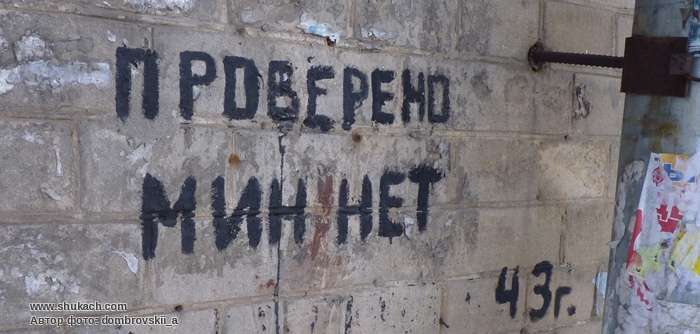 ПРОВЕРЕНО
МИН НЕТ
43г.
www.shukach.com
Автор фото: dombrovskii_a